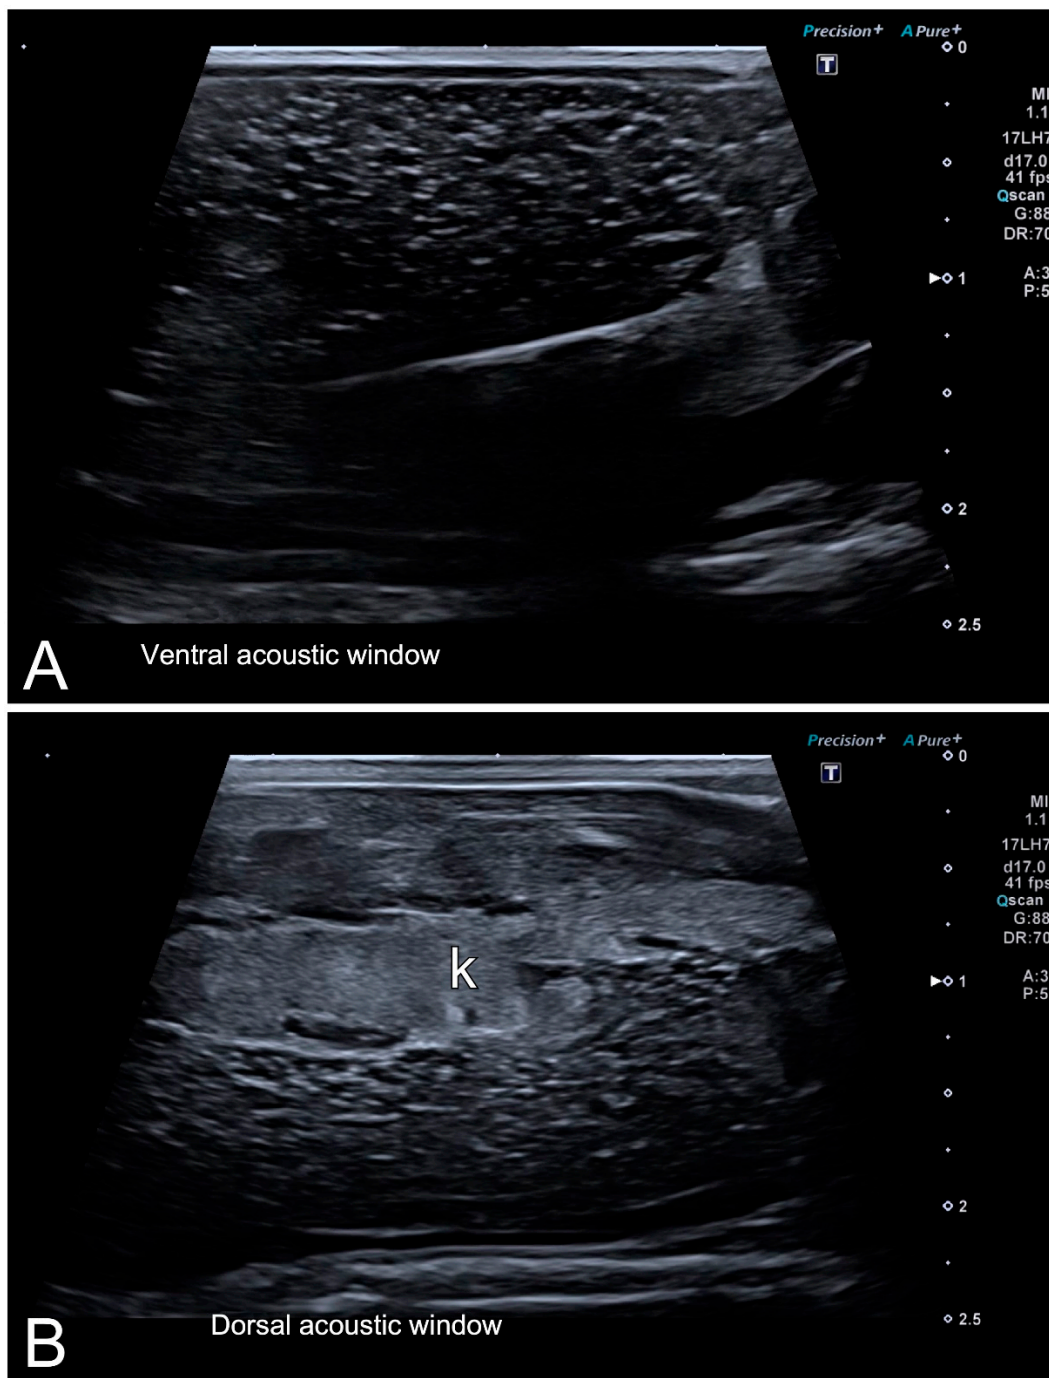 Precision+ A Pure+
T
0
MI
1.1
17LH7
d17.0
41 fps
Qscan
G:88
DR:70
1
A:3
P:5
2
2.5
A
Ventral acoustic window
Precision+ A Pure+
T
0
MI
1.1
17LH7
d17.0
41 fps
Qscan
G:88
DR:70
k
1
A:3
P:5
2
2.5
B
Dorsal acoustic window